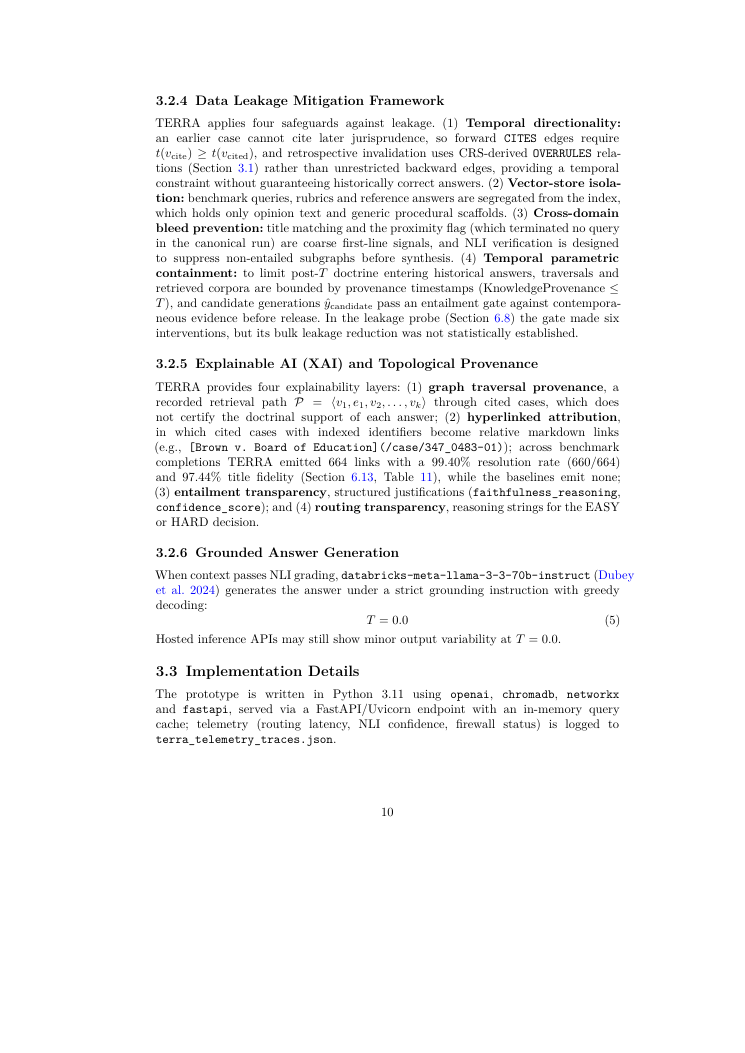 3.2.4 Data Leakage Mitigation Framework
TERRA applies four safeguards against leakage. (1) Temporal directionality:
an earlier case cannot cite later jurisprudence, so forward CITES edges require
t(v_cite) ≥ t(v_cited), and retrospective invalidation uses CRS-derived OVERRULES rela-
tions (Section 3.1) rather than unrestricted backward edges, providing a temporal
constraint without guaranteeing historically correct answers. (2) Vector-store isola-
tion: benchmark queries, rubrics and reference answers are segregated from the index,
which holds only opinion text and generic procedural scaffolds. (3) Cross-domain
bleed prevention: title matching and the proximity flag (which terminated no query
in the canonical run) are coarse first-line signals, and NLI verification is designed
to suppress non-entailed subgraphs before synthesis. (4) Temporal parametric
containment: to limit post-T doctrine entering historical answers, traversals and
retrieved corpora are bounded by provenance timestamps (KnowledgeProvenance ≤
T), and candidate generations ŷ_candidate pass an entailment gate against contempora-
neous evidence before release. In the leakage probe (Section 6.8) the gate made six
interventions, but its bulk leakage reduction was not statistically established.
3.2.5 Explainable AI (XAI) and Topological Provenance
TERRA provides four explainability layers: (1) graph traversal provenance, a
recorded retrieval path P = ⟨v1, e1, v2, . . . , vk⟩ through cited cases, which does
not certify the doctrinal support of each answer; (2) hyperlinked attribution,
in which cited cases with indexed identifiers become relative markdown links
(e.g., [Brown v. Board of Education](/case/347_0483-01)); across benchmark
completions TERRA emitted 664 links with a 99.40% resolution rate (660/664)
and 97.44% title fidelity (Section 6.13, Table 11), while the baselines emit none;
(3) entailment transparency, structured justifications (faithfulness_reasoning,
confidence_score); and (4) routing transparency, reasoning strings for the EASY
or HARD decision.
3.2.6 Grounded Answer Generation
When context passes NLI grading, databricks-meta-llama-3-3-70b-instruct (Dubey
et al. 2024) generates the answer under a strict grounding instruction with greedy
decoding:
T = 0.0 (5)
Hosted inference APIs may still show minor output variability at T = 0.0.
3.3 Implementation Details
The prototype is written in Python 3.11 using openai, chromadb, networkx
and fastapi, served via a FastAPI/Uvicorn endpoint with an in-memory query
cache; telemetry (routing latency, NLI confidence, firewall status) is logged to
terra_telemetry_traces.json.
10